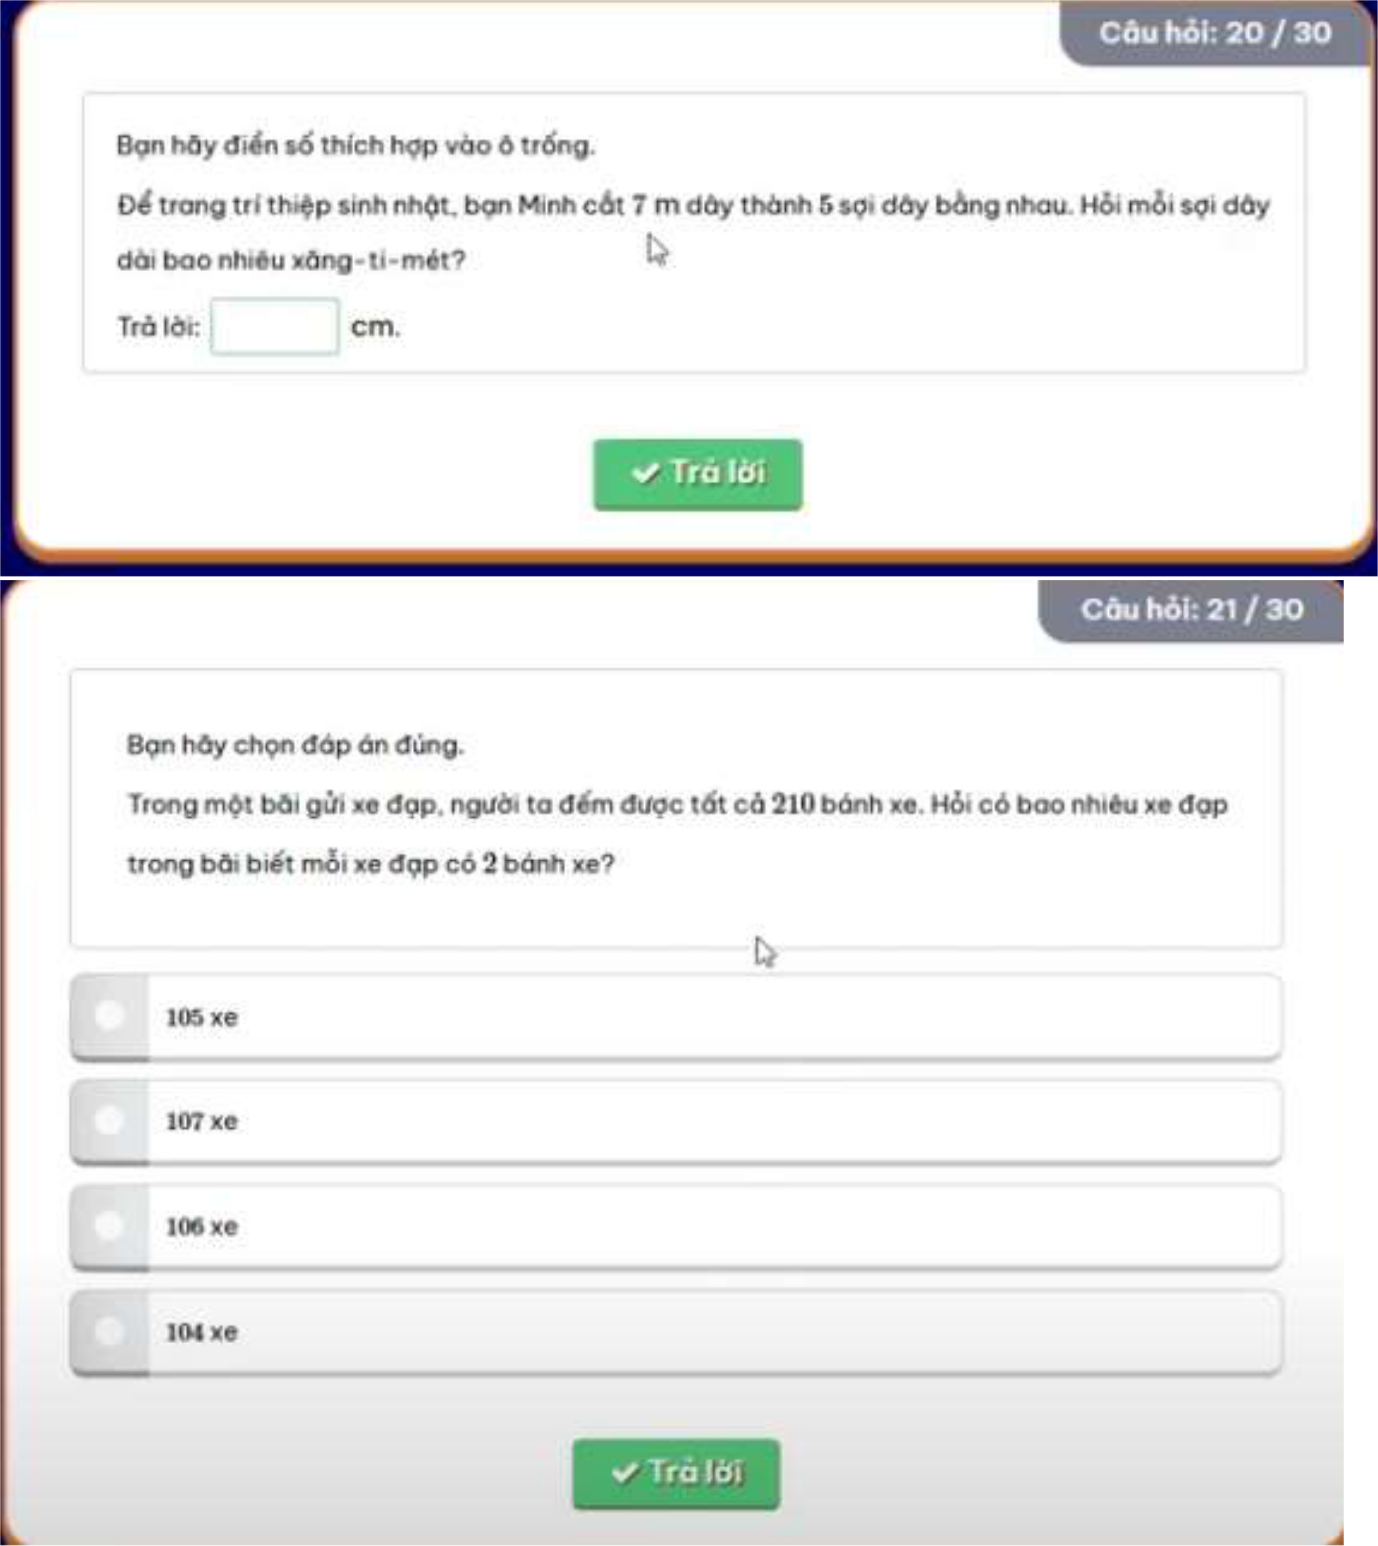 Câu hỏi: 20 / 30
Bạn hãy điền số thích hợp vào ô trống.
Để trang trí thiệp sinh nhật, bạn Minh cắt 7 m dây thành 5 sợi dây bằng nhau. Hỏi mỗi sợi dây
dài bao nhiêu xăng-ti-mét?
Trả lời: cm.
Trả lời
Câu hỏi: 21 / 30
Bạn hãy chọn đáp án đúng.
Trong một bãi gửi xe đạp, người ta đếm được tất cả 210 bánh xe. Hỏi có bao nhiêu xe đạp
trong bãi biết mỗi xe đạp có 2 bánh xe?
105 xe
107 xe
106 xe
104 xe
Trả lời